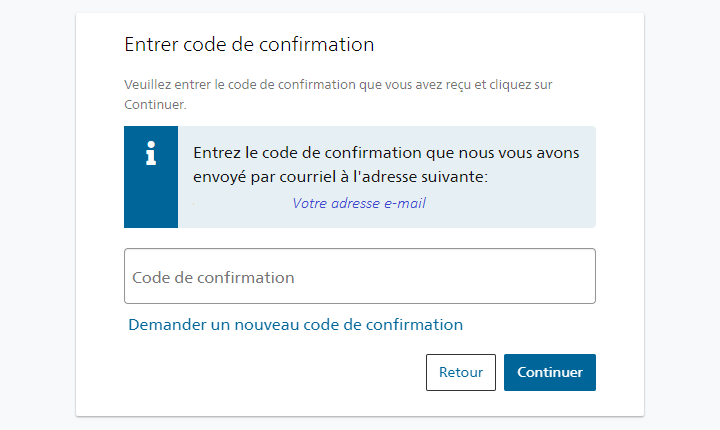 Entrer code de confirmation
Veuillez entrer le code de confirmation que vous avez reçu et cliquez sur
Continuer.
Entrez le code de confirmation que nous vous avons
envoyé par courriel à l'adresse suivante:
Votre adresse e-mail
Code de confirmation
Demander un nouveau code de confirmation
Retour
Continuer